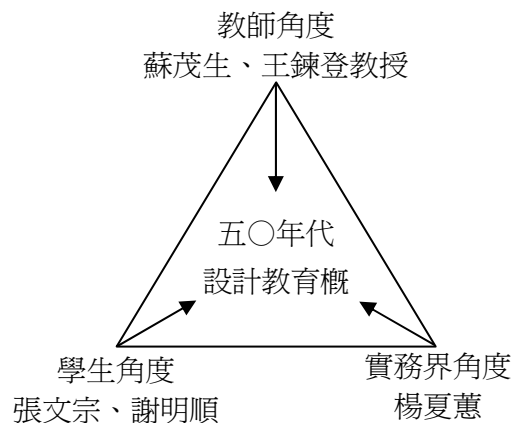 教師角度
蘇茂生、王鍊登教授
五〇年代
設計教育概
學生角度
張文宗、謝明順
實務界角度
楊夏蕙